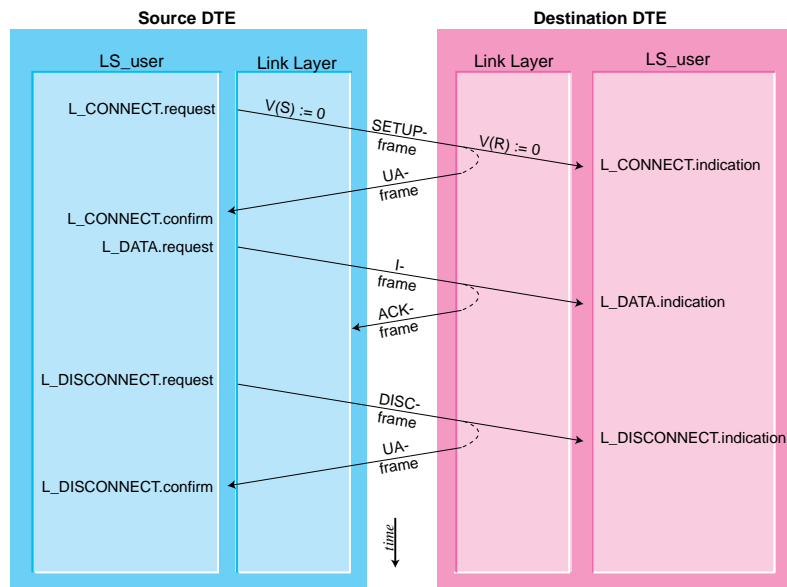 Source DTE
Destination DTE
LS_user
Link Layer
Link Layer
LS_user
L_CONNECT.request
V(S) := 0
SETUP-
frame
V(R) := 0
L_CONNECT.indication
UA-
frame
L_CONNECT.confirm
L_DATA.request
I-
frame
L_DATA.indication
ACK-
frame
L_DISCONNECT.request
DISC-
frame
L_DISCONNECT.indication
UA-
frame
L_DISCONNECT.confirm
time